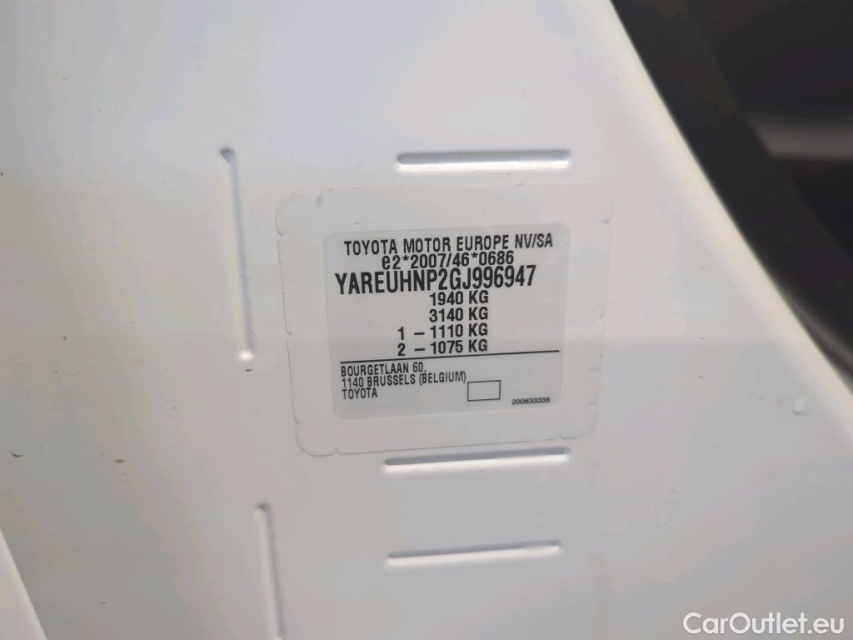 TOYOTA MOTOR EUROPE NV/SA
e2*2007/46*0686
YAREUHNP2GJ996947
1940 KG
3140 KG
1 - 1110 KG
2 - 1075 KG
BOURGETLAAN 60,
1140 BRUSSELS (BELGIUM)
TOYOTA
200633335
CarOutlet.eu